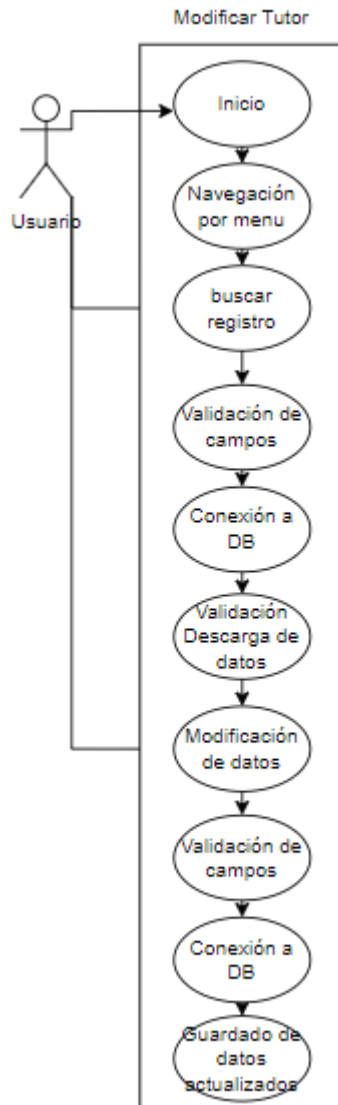 Modificar Tutor
Inicio
Usuario
Navegación
por menu
buscar
registro
Validación de
campos
Conexión a
DB
Validación
Descarga de
datos
Modificación
de datos
Validación de
campos
Conexión a
DB
Guardado de
datos
actualizados